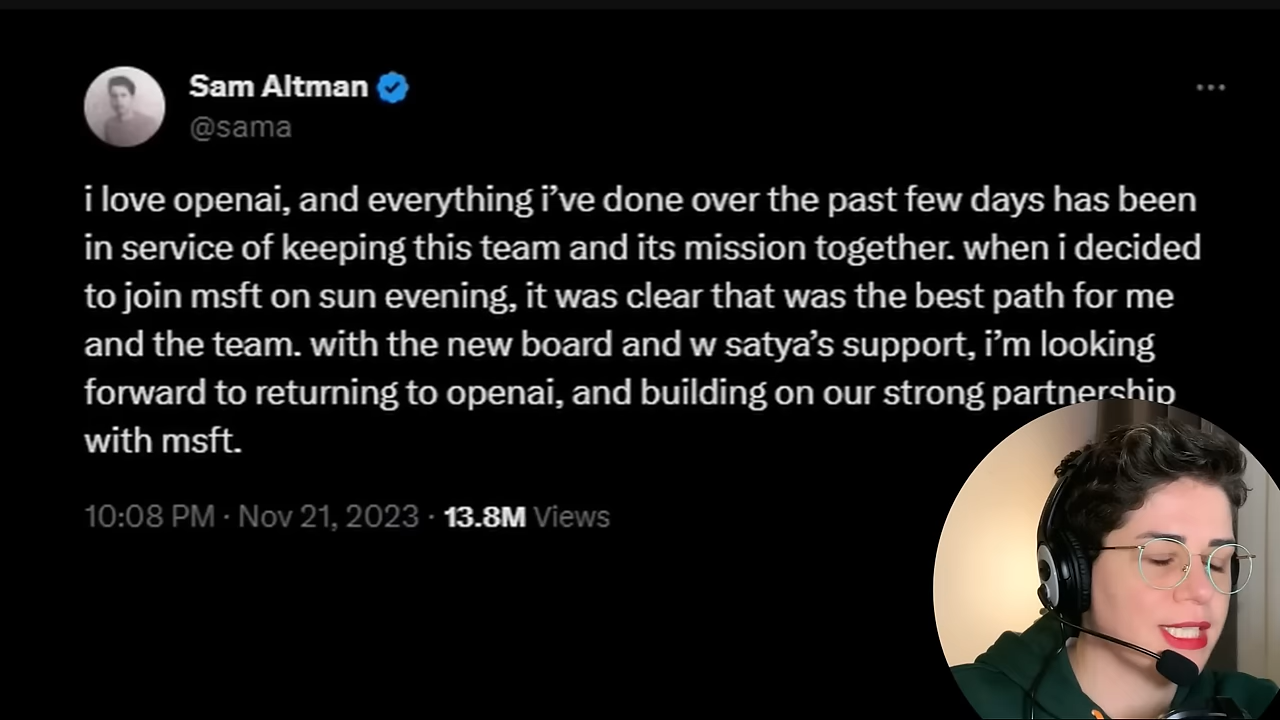 Sam Altman
@sama
i love openai, and everything i’ve done over the past few days has been
in service of keeping this team and its mission together. when i decided
to join msft on sun evening, it was clear that was the best path for me
and the team. with the new board and w satya’s support, i’m looking
forward to returning to openai, and building on our strong partnership
with msft.
10:08 PM · Nov 21, 2023 · 13.8M Views